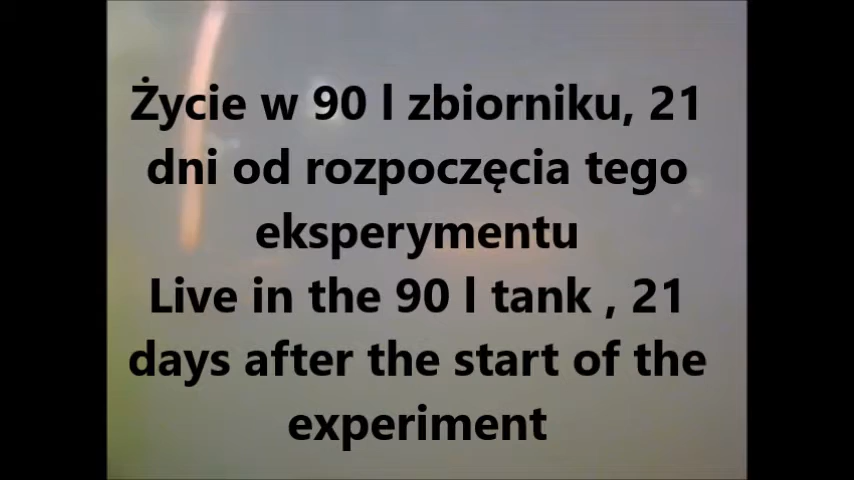 Życie w 90 l zbiorniku, 21
dni od rozpoczęcia tego
eksperymentu
Live in the 90 l tank , 21
days after the start of the
experiment